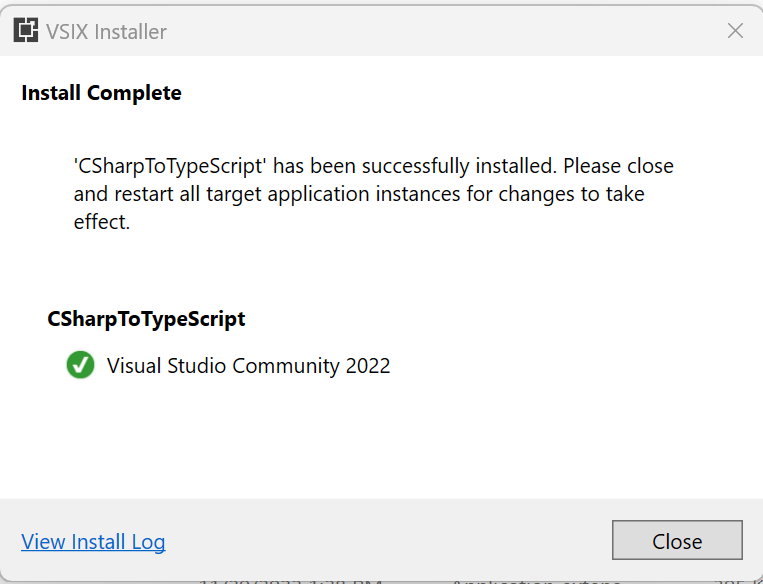 VSIX Installer
Install Complete
'CSharpToTypeScript' has been successfully installed. Please close
and restart all target application instances for changes to take
effect.
CSharpToTypeScript
Visual Studio Community 2022
View Install Log
Close